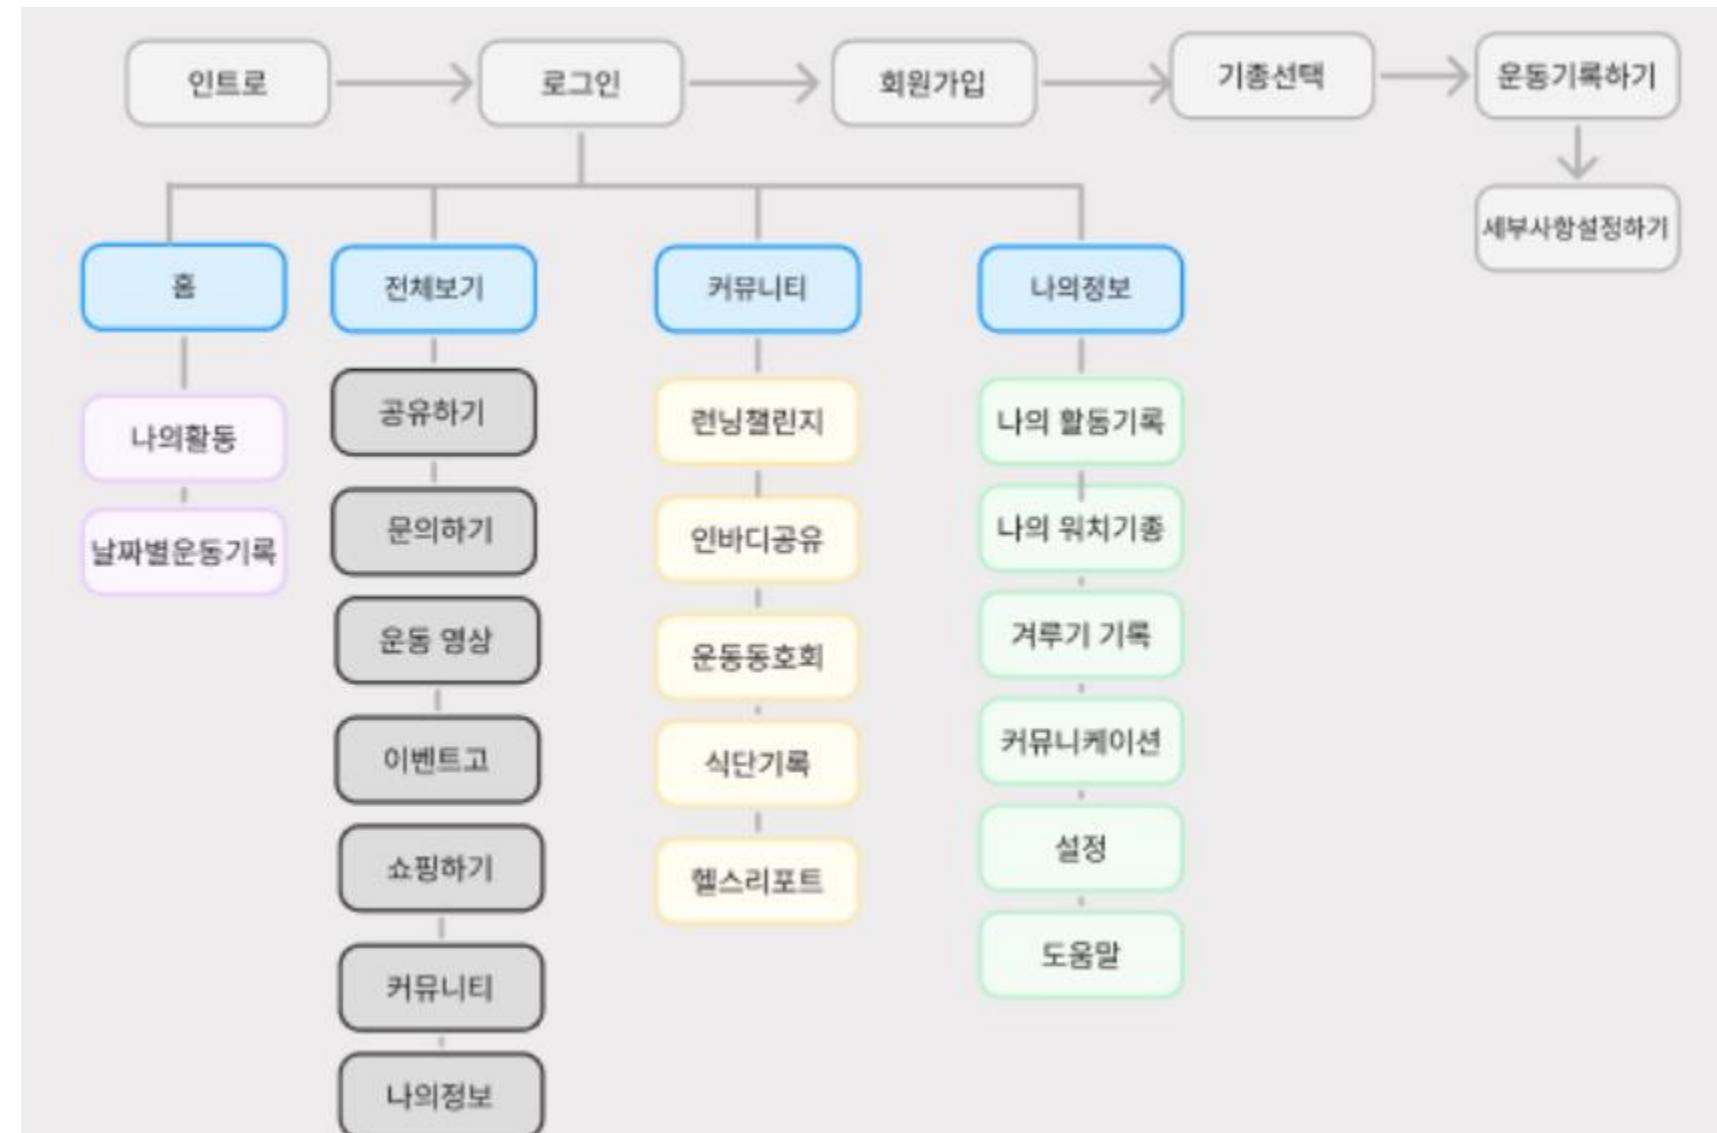 인트로
로그인
회원가입
기종선택
운동기록하기
세부사항설정하기
홈
전체보기
커뮤니티
나의정보
나의활동
날짜별운동기록
공유하기
문의하기
운동 영상
이벤트고
쇼핑하기
커뮤니티
나의정보
런닝챌린지
인바디공유
운동동호회
식단기록
헬스리포트
나의 활동기록
나의 워치기종
겨루기 기록
커뮤니케이션
설정
도움말